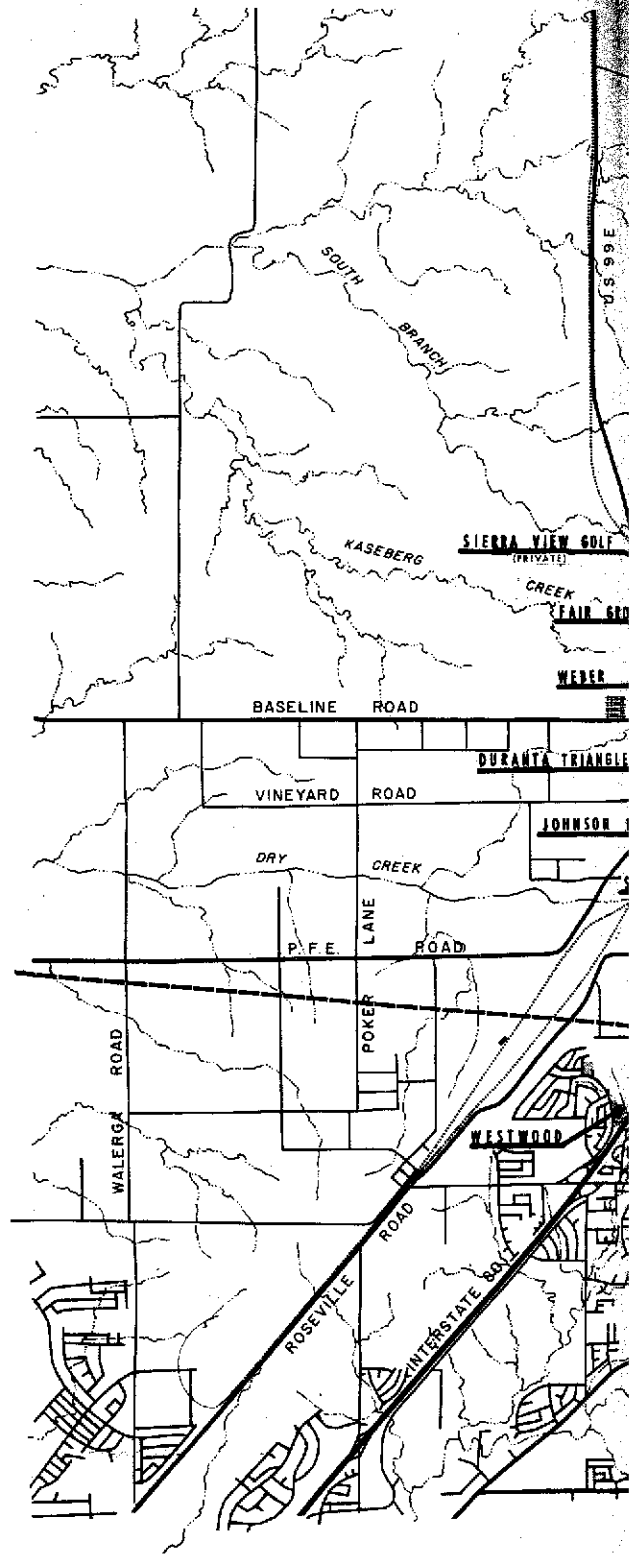 U.S. 99E
SOUTH
BRANCH
SIERRA VIEW GOLF
(PRIVATE)
KASEBERG
CREEK
FAIR GRO
WEBER
BASELINE ROAD
DURANTA TRIANGLE
VINEYARD ROAD
JOHNSON
DRY CREEK
P.F.E. ROAD
POKER LANE
WALERGA ROAD
WESTWOOD
ROSEVILLE ROAD
INTERSTATE 80